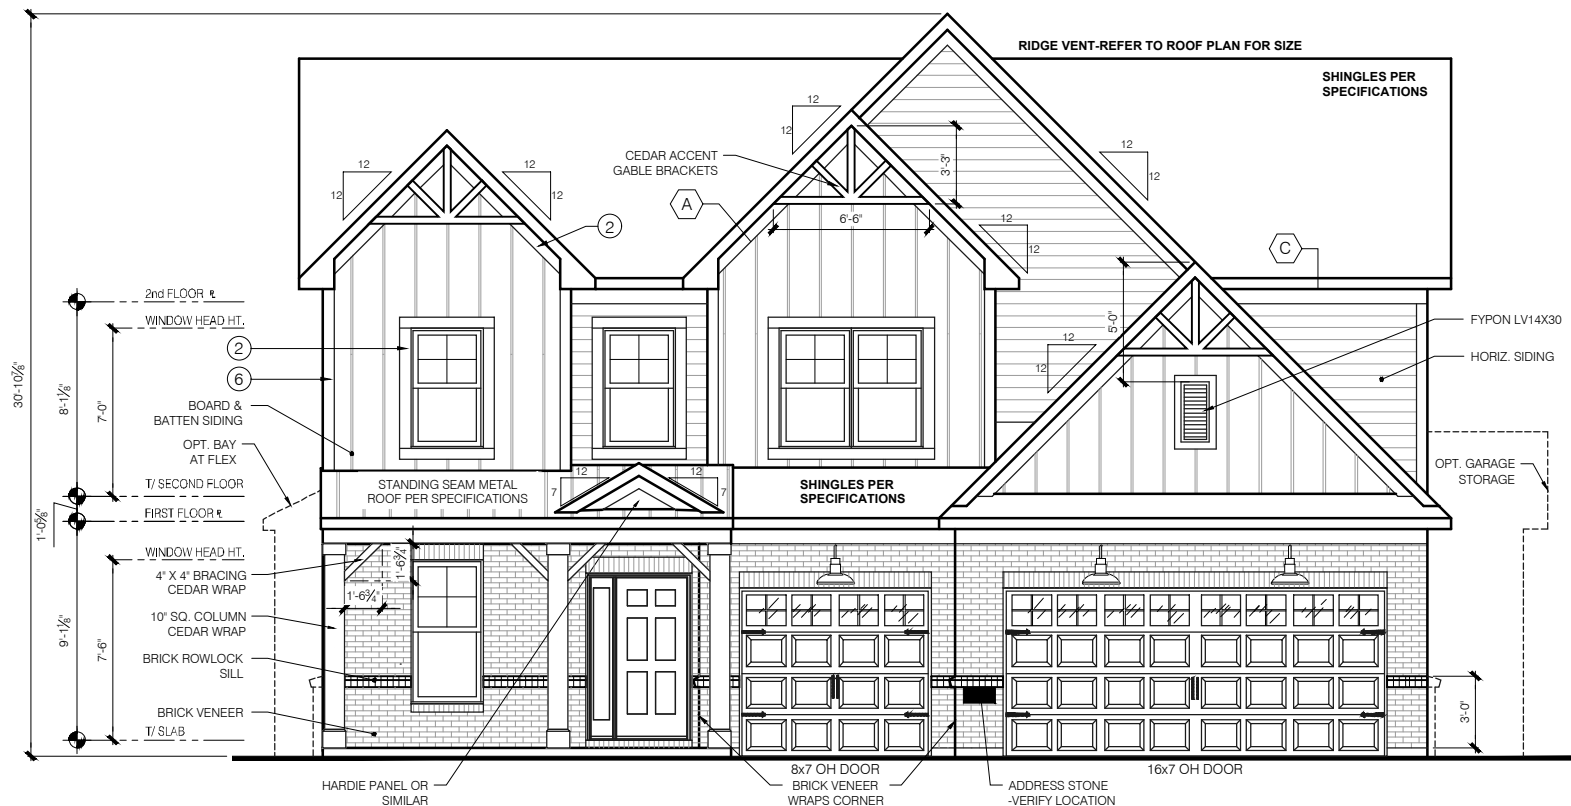 RIDGE VENT-REFER TO ROOF PLAN FOR SIZE
SHINGLES PER
SPECIFICATIONS
12
12
12
12
12
12
12
12
CEDAR ACCENT
GABLE BRACKETS
3'-3"
A
6'-6"
2
12
12
C
2nd FLOOR ℄
WINDOW HEAD HT.
5'-0"
FYPON LV14X30
2
12
12
HORIZ. SIDING
6
30'-10⅞"
8'-1⅛"
7'-0"
BOARD &
BATTEN SIDING
OPT. BAY
AT FLEX
OPT. GARAGE
STORAGE
T/ SECOND FLOOR
STANDING SEAM METAL
ROOF PER SPECIFICATIONS
12
7
12
7
SHINGLES PER
SPECIFICATIONS
1'-0⅝"
FIRST FLOOR ℄
WINDOW HEAD HT.
1'-6¾"
4" X 4" BRACING
CEDAR WRAP
1'-6¾"
10" SQ. COLUMN
CEDAR WRAP
9'-1⅛"
7'-6"
BRICK ROWLOCK
SILL
BRICK VENEER
T/ SLAB
3'-0"
HARDIE PANEL OR
SIMILAR
8x7 OH DOOR
BRICK VENEER
WRAPS CORNER
ADDRESS STONE
-VERIFY LOCATION
16x7 OH DOOR